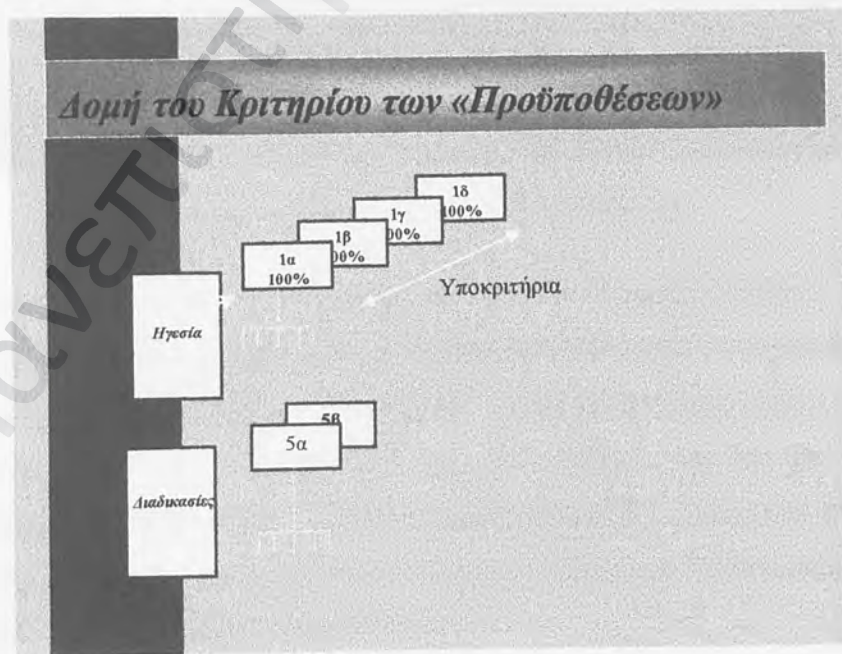 Δομή του Κριτηρίου των «Προϋποθέσεων»
1δ
100%
1γ
00%
1β
00%
1α
100%
Υποκριτήρια
Ηγεσία
5β
5α
Διαδικασίες